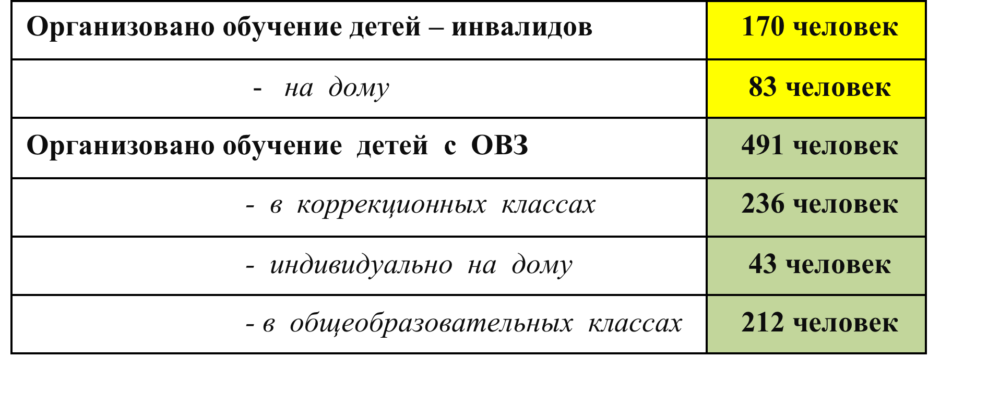 Организовано обучение детей – инвалидов 170 человек
- на дому 83 человек
Организовано обучение детей с ОВЗ 491 человек
- в коррекционных классах 236 человек
- индивидуально на дому 43 человек
- в общеобразовательных классах 212 человек